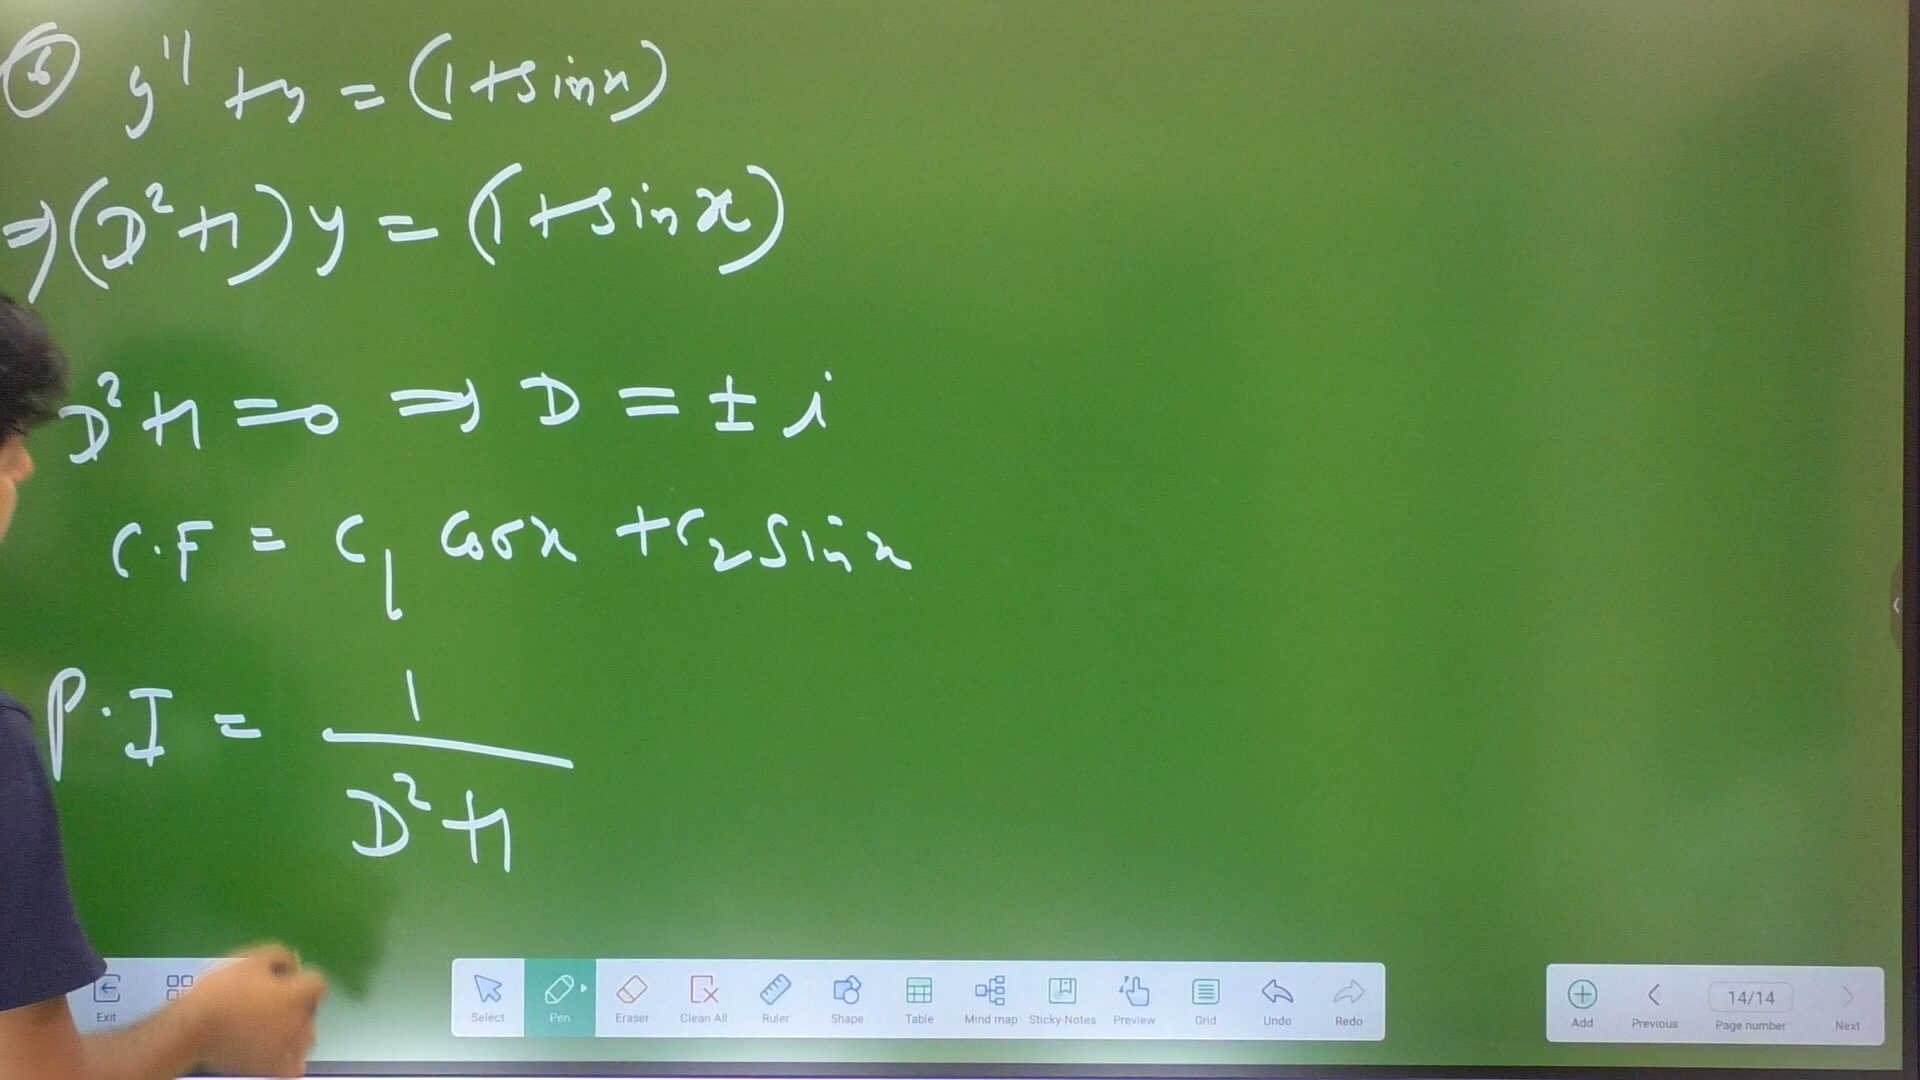 ⑥ y" + y = (1 + sin x)
⇒ (D² + 1) y = (1 + sin x)
D² + 1 = 0 ⇒ D = ± i
C.F = C₁ cos x + C₂ sin x
P.I = 1 / D² + 1
Exit
Select Pen Eraser Clean All Ruler Shape Table Mind map Sticky-Notes Preview Grid Undo Redo
Add Previous 14/14 Page number Next